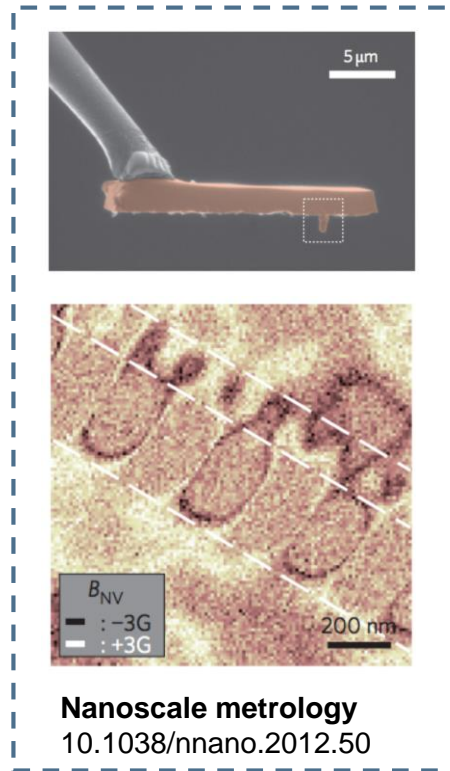 5 µm
B_NV
: −3G
: +3G
200 nm
Nanoscale metrology
10.1038/nnano.2012.50